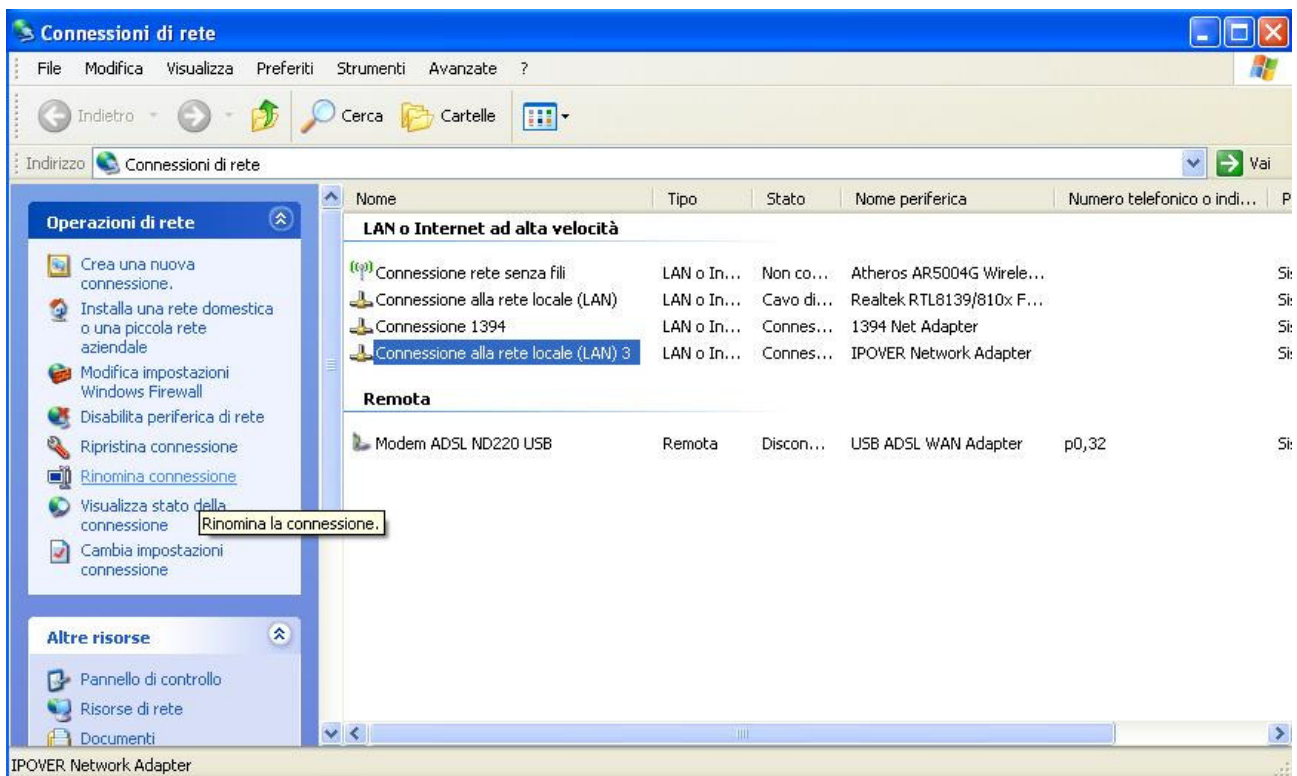 Connessioni di rete
File Modifica Visualizza Preferiti Strumenti Avanzate ?
Indietro Cerca Cartelle
Indirizzo Connessioni di rete Vai
Operazioni di rete
Crea una nuova
connessione.
Installa una rete domestica
o una piccola rete
aziendale
Modifica impostazioni
Windows Firewall
Disabilita periferica di rete
Ripristina connessione
Rinomina connessione
Visualizza stato della
connessione
Rinomina la connessione.
Cambia impostazioni
connessione
Altre risorse
Pannello di controllo
Risorse di rete
Documenti
Nome Tipo Stato Nome periferica Numero telefonico o indi... P
LAN o Internet ad alta velocità
Connessione rete senza fili LAN o In... Non co... Atheros AR5004G Wirele... Sis
Connessione alla rete locale (LAN) LAN o In... Cavo di... Realtek RTL8139/810x F... Sis
Connessione 1394 LAN o In... Connes... 1394 Net Adapter Sis
Connessione alla rete locale (LAN) 3 LAN o In... Connes... IPOVER Network Adapter Sis
Remota
Modem ADSL ND220 USB Remota Discon... USB ADSL WAN Adapter p0,32 Sis
IPOVER Network Adapter